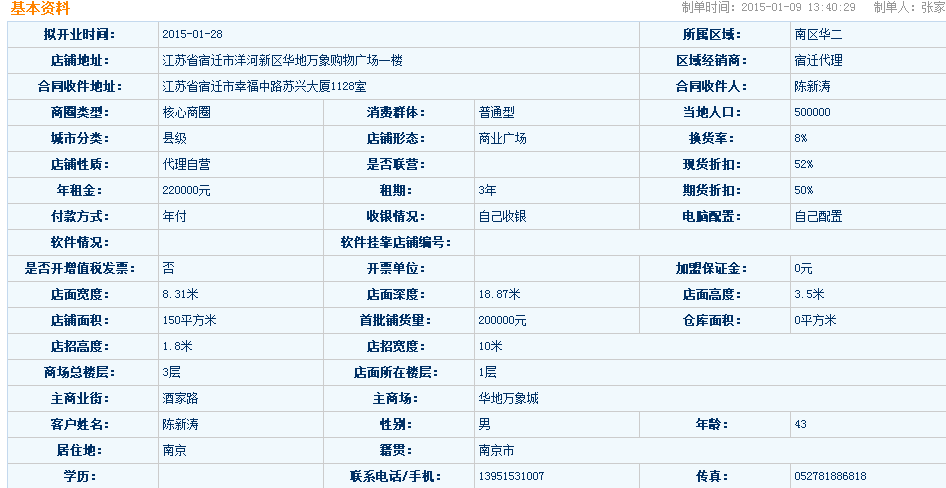 基本资料 制单时间：2015-01-09 13:40:29 制单人：张家
拟开业时间： 2015-01-28 所属区域： 南区华二
店铺地址： 江苏省宿迁市洋河新区华地万象购物广场一楼 区域经销商： 宿迁代理
合同收件地址： 江苏省宿迁市幸福中路苏兴大厦1128室 合同收件人： 陈新涛
商圈类型： 核心商圈 消费群体： 普通型 当地人口： 500000
城市分类： 县级 店铺形态： 商业广场 换货率： 8%
店铺性质： 代理自营 是否联营： 现货折扣： 52%
年租金： 220000元 租期： 3年 期货折扣： 50%
付款方式： 年付 收银情况： 自己收银 电脑配置： 自己配置
软件情况： 软件挂靠店铺编号：
是否开增值税发票： 否 开票单位： 加盟保证金： 0元
店面宽度： 8.31米 店面深度： 18.87米 店面高度： 3.5米
店铺面积： 150平方米 首批铺货量： 200000元 仓库面积： 0平方米
店招高度： 1.8米 店招宽度： 10米
商场总楼层： 3层 店面所在楼层： 1层
主商业街： 酒家路 主商场： 华地万象城
客户姓名： 陈新涛 性别： 男 年龄： 43
居住地： 南京 籍贯： 南京市
学历： 联系电话/手机： 13951531007 传真： 052781886818